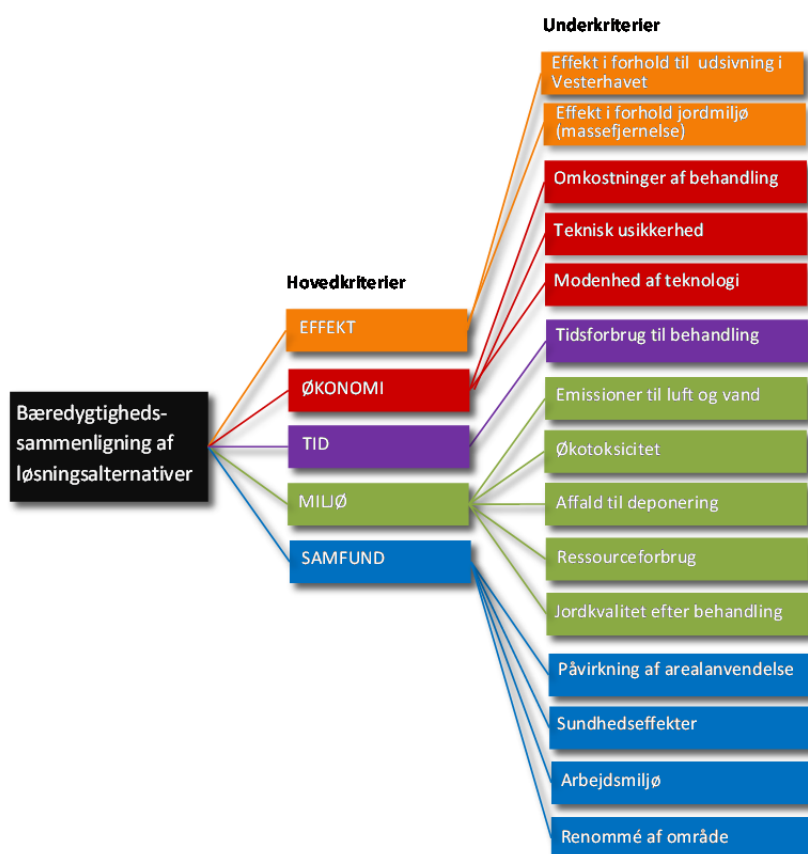 Underkriterier
Effekt i forhold til udsivning i
Vesterhavet
Effekt i forhold jordmiljø
(massefjernelse)
Omkostninger af behandling
Teknisk usikkerhed
Modenhed af teknologi
Tidsforbrug til behandling
Emissioner til luft og vand
Økotoksicitet
Affald til deponering
Ressourceforbrug
Jordkvalitet efter behandling
Påvirkning af arealanvendelse
Sundhedseffekter
Arbejdsmiljø
Renommé af område
Hovedkriterier
EFFEKT
ØKONOMI
TID
MILJØ
SAMFUND
Bæredygtigheds-
sammenligning af
løsningsalternativer